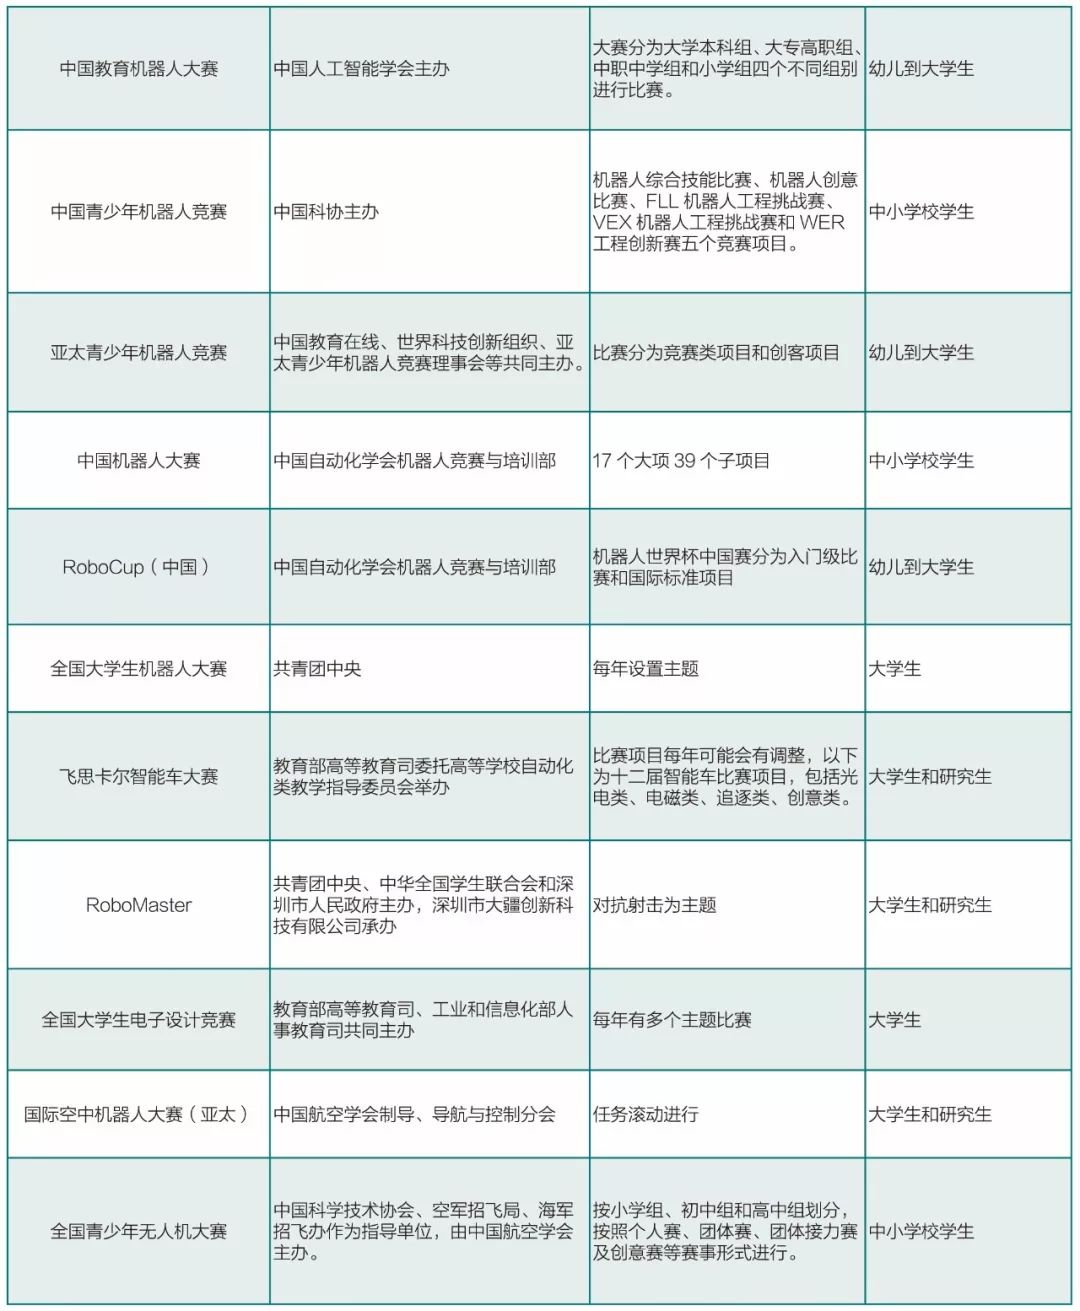 中国教育机器人大赛
中国人工智能学会主办
大赛分为大学本科组、大专高职组、
中职中学组和小学组四个不同组别
进行比赛。
幼儿到大学生
中国青少年机器人竞赛
中国科协主办
机器人综合技能比赛、机器人创意
比赛、FLL 机器人工程挑战赛、
VEX 机器人工程挑战赛和 WER
工程创新赛五个竞赛项目。
中小学校学生
亚太青少年机器人竞赛
中国教育在线、世界科技创新组织、亚
太青少年机器人竞赛理事会等共同主办。
比赛分为竞赛类项目和创客项目
幼儿到大学生
中国机器人大赛
中国自动化学会机器人竞赛与培训部
17 个大项 39 个子项目
中小学校学生
RoboCup（中国）
中国自动化学会机器人竞赛与培训部
机器人世界杯中国赛分为入门级比
赛和国际标准项目
幼儿到大学生
全国大学生机器人大赛
共青团中央
每年设置主题
大学生
飞思卡尔智能车大赛
教育部高等教育司委托高等学校自动化
类教学指导委员会举办
比赛项目每年可能会有调整，以下
为十二届智能车比赛项目，包括光
电类、电磁类、追逐类、创意类。
大学生和研究生
RoboMaster
共青团中央、中华全国学生联合会和深
圳市人民政府主办，深圳市大疆创新科
技有限公司承办
对抗射击为主题
大学生和研究生
全国大学生电子设计竞赛
教育部高等教育司、工业和信息化部人
事教育司共同主办
每年有多个主题比赛
大学生
国际空中机器人大赛（亚太）
中国航空学会制导、导航与控制分会
任务滚动进行
大学生和研究生
全国青少年无人机大赛
中国科学技术协会、空军招飞局、海军
招飞办作为指导单位，由中国航空学会
主办。
按小学组、初中组和高中组划分，
按照个人赛、团体赛、团体接力赛
及创意赛等赛事形式进行。
中小学校学生